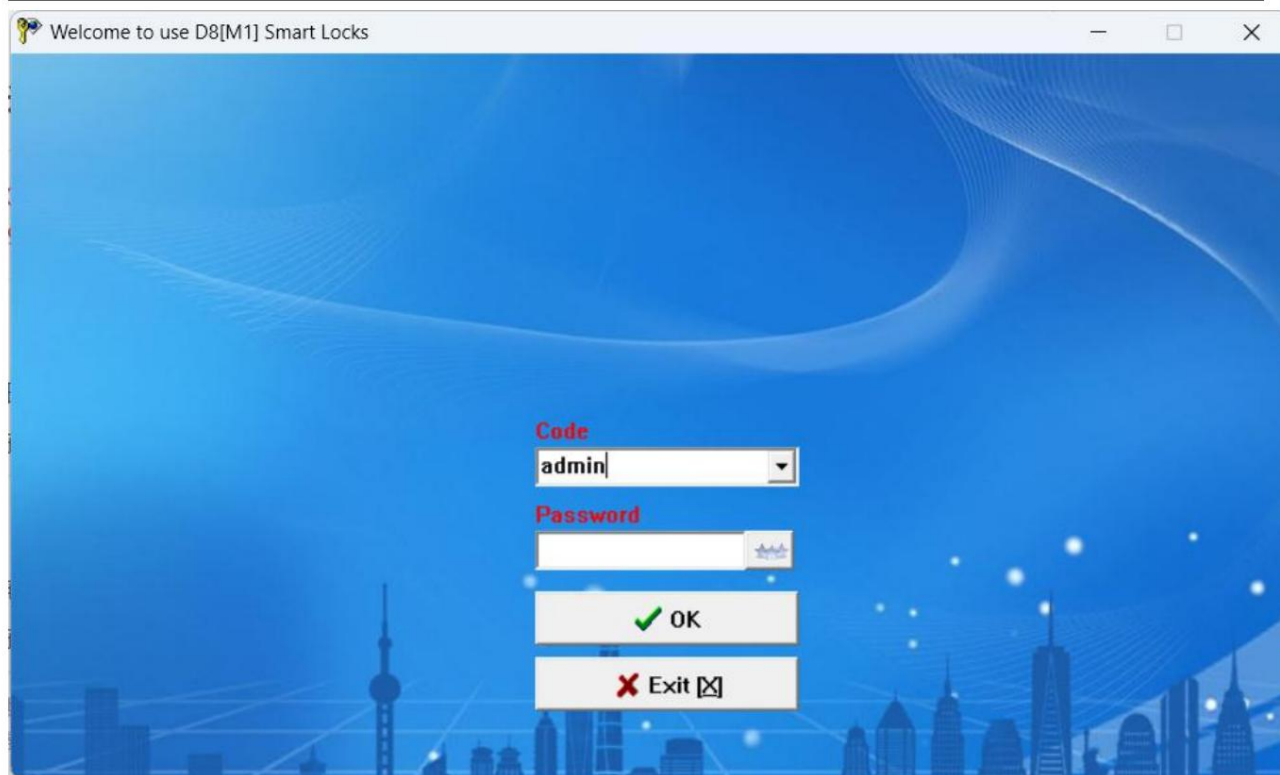 Welcome to use D8[M1] Smart Locks
Code
admin
Password
OK
Exit [X]